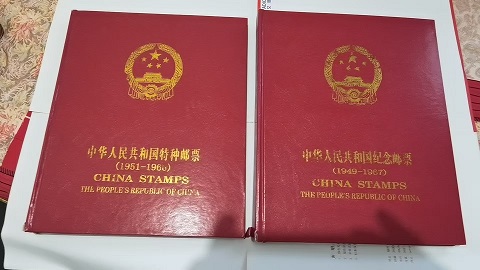 中华人民共和国特种邮票
(1951-1966)
CHINA STAMPS
THE PEOPLE'S REPUBLIC OF CHINA
中华人民共和国纪念邮票
(1949-1967)
CHINA STAMPS
THE PEOPLE'S REPUBLIC OF CHINA